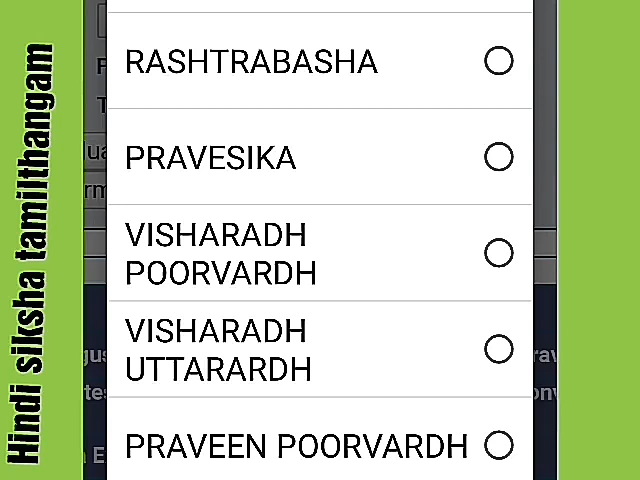 Hindi siksha tamilthangam
RASHTRABASHA
PRAVESIKA
VISHARADH
POORVARDH
VISHARADH
UTTARARDH
PRAVEEN POORVARDH